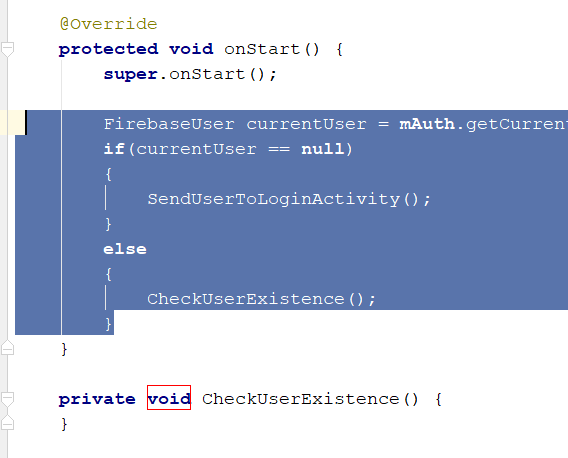 @Override
protected void onStart() {
super.onStart();
FirebaseUser currentUser = mAuth.getCurrent
if(currentUser == null)
{
SendUserToLoginActivity();
}
else
{
CheckUserExistence();
}
}
private void CheckUserExistence() {
}